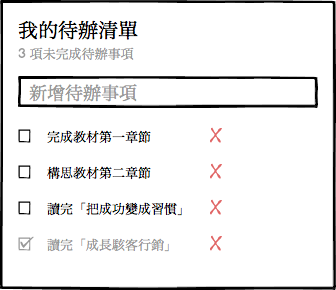 我的待辦清單
3 項未完成待辦事項
新增待辦事項
完成教材第一章節
構思教材第二章節
讀完「把成功變成習慣」
讀完「成長駭客行銷」